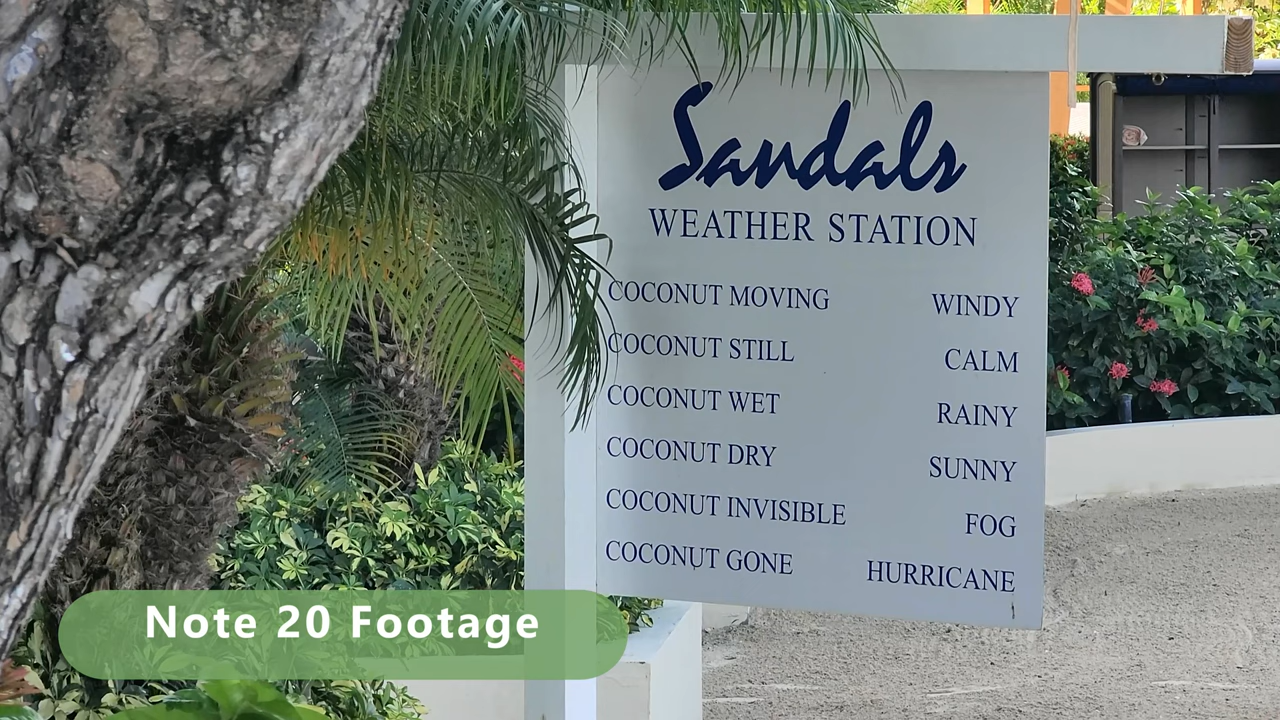 Sandals
WEATHER STATION
COCONUT MOVING WINDY
COCONUT STILL CALM
COCONUT WET RAINY
COCONUT DRY SUNNY
COCONUT INVISIBLE FOG
COCONUT GONE HURRICANE
Note 20 Footage